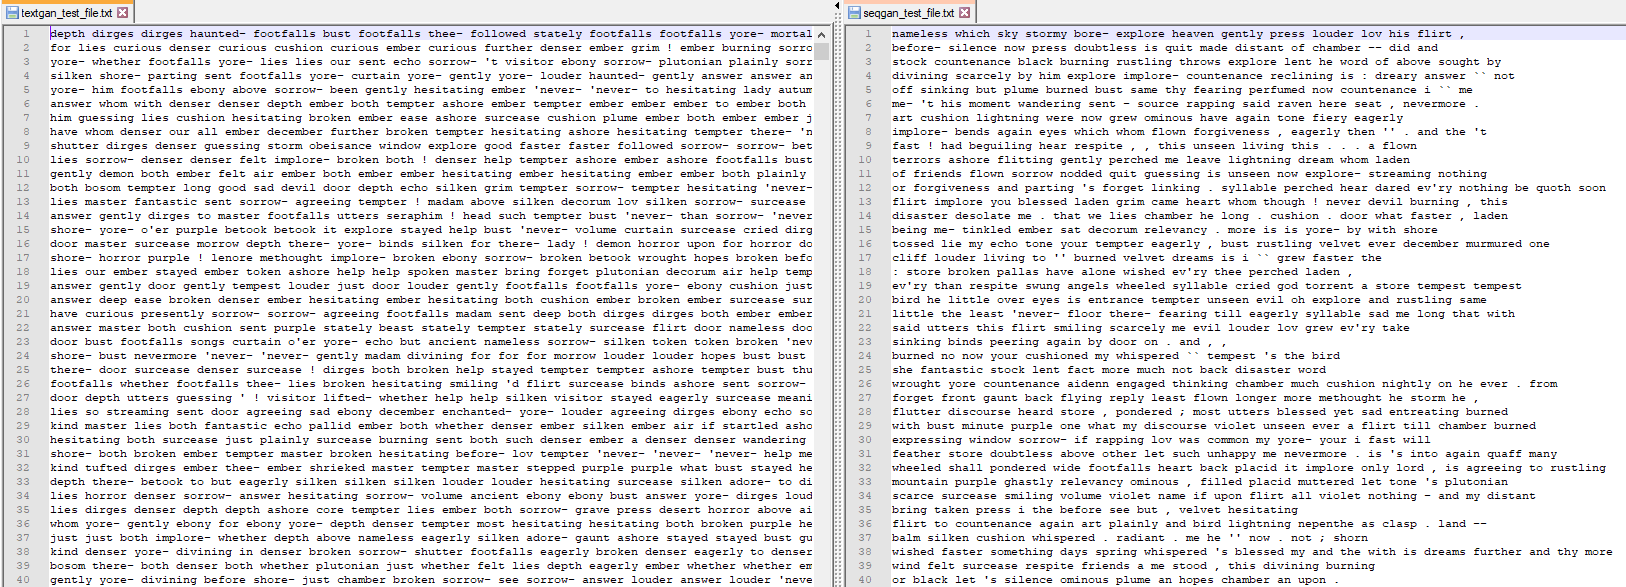 textgan_test_file.txt
1 depth dirges dirges haunted- footfalls bust footfalls thee- followed stately footfalls footfalls yore- mortal
2 for lies curious denser curious cushion curious ember curious further denser ember grim ! ember burning sorro
3 yore- whether footfalls yore- lies lies our sent echo sorrow- 't visitor ebony sorrow- plutonian plainly sorr
4 silken shore- parting sent footfalls yore- curtain yore- gently yore- louder haunted- gently answer answer an
5 yore- him footfalls ebony above sorrow- been gently hesitating ember 'never- 'never- to hesitating lady autum
6 answer whom with denser denser depth ember both tempter ashore ember tempter ember ember ember to ember both
7 him guessing lies cushion hesitating broken ember ease ashore surcease cushion plume ember both ember ember j
8 have whom denser our all ember december further broken tempter hesitating ashore hesitating tempter there- 'n
9 shutter dirges denser guessing storm obeisance window explore good faster faster followed sorrow- sorrow- bet
10 lies sorrow- denser denser felt implore- broken both ! denser help tempter ashore ember ashore footfalls bust
11 gently demon both ember felt air ember both ember ember hesitating ember hesitating ember ember both plainly
12 both bosom tempter long good sad devil door depth echo silken grim tempter sorrow- tempter hesitating 'never-
13 lies master fantastic sent sorrow- agreeing tempter ! madam above silken decorum lov silken sorrow- surcease
14 answer gently dirges to master footfalls utters seraphim ! head such tempter bust 'never- than sorrow- 'never
15 shore- yore- o'er purple betook betook it explore stayed help bust 'never- volume curtain surcease cried dirg
16 door master surcease morrow depth there- yore- binds silken for there- lady ! demon horror upon for horror do
17 shore- horror purple ! lenore methought implore- broken ebony sorrow- broken betook wrought hopes broken befo
18 lies our ember stayed ember token ashore help help spoken master bring forget plutonian decorum air help temp
19 answer gently door gently tempest louder just door louder gently footfalls footfalls yore- ebony cushion just
20 answer deep ease broken denser ember hesitating ember hesitating both cushion ember broken ember surcease sur
21 have curious presently sorrow- sorrow- agreeing footfalls madam sent deep both dirges dirges both ember ember
22 answer master both cushion sent purple stately beast stately tempter stately surcease flirt door nameless doo
23 door bust footfalls songs curtain o'er yore- echo but ancient nameless sorrow- silken token token broken 'nev
24 shore- bust nevermore 'never- 'never- gently madam divining for for for morrow louder louder hopes bust bust
25 there- door surcease denser surcease ! dirges both broken help stayed tempter tempter ashore tempter bust thu
26 footfalls whether footfalls thee- lies broken hesitating smiling 'd flirt surcease binds ashore sent sorrow-
27 door depth utters guessing ' ! visitor lifted- whether help help silken visitor stayed eagerly surcease meani
28 lies so streaming sent door agreeing sad ebony december enchanted- yore- louder agreeing dirges ebony echo so
29 kind master lies both fantastic echo pallid ember both whether denser ember silken ember air if startled asho
30 hesitating both surcease just plainly surcease burning sent both such denser ember a denser denser wandering
31 shore- both broken ember tempter master broken hesitating before- lov tempter 'never- 'never- 'never- help me
32 kind tufted dirges ember thee- ember shrieked master tempter master stepped purple purple what bust stayed he
33 depth there- betook to but eagerly silken silken silken louder louder hesitating surcease silken adore- to di
34 lies horror denser sorrow- answer hesitating sorrow- volume ancient ebony ebony bust answer yore- dirges loud
35 lies dirges denser depth depth ashore core tempter lies ember both sorrow- grave press desert horror above ai
36 whom yore- gently ebony for ebony yore- depth denser tempter most hesitating hesitating both broken purple he
37 just just both implore- whether depth above nameless eagerly silken adore- gaunt ashore stayed stayed bust gu
38 kind denser yore- divining in denser broken sorrow- shutter footfalls eagerly broken denser eagerly to denser
39 bosom there- both denser both whether plutonian just whether felt lies depth eagerly ember whether whether em
40 gently yore- divining before shore- just chamber broken sorrow- see sorrow- answer louder answer louder 'neve
seqgan_test_file.txt
1 nameless which sky stormy bore- explore heaven gently press louder lov his flirt ,
2 before- silence now press doubtless is quit made distant of chamber -- did and
3 stock countenance black burning rustling throws explore lent he word of above sought by
4 divining scarcely by him explore implore- countenance reclining is : dreary answer `` not
5 off sinking but plume burned bust same thy fearing perfumed now countenance i `` me
6 me- 't his moment wandering sent - source rapping said raven here seat , nevermore .
7 art cushion lightning were now grew ominous have again tone fiery eagerly
8 implore- bends again eyes which whom flown forgiveness , eagerly then '' . and the 't
9 fast ! had beguiling hear respite , , this unseen living this . . . a flown
10 terrors ashore flitting gently perched me leave lightning dream whom laden
11 of friends flown sorrow nodded quit guessing is unseen now explore- streaming nothing
12 or forgiveness and parting 's forget linking . syllable perched hear dared ev'ry nothing be quoth soon
13 flirt implore you blessed laden grim came heart whom though ! never devil burning , this
14 disaster desolate me . that we lies chamber he long . cushion . door what faster , laden
15 being me- tinkled ember sat decorum relevancy . more is is yore- by with shore
16 tossed lie my echo tone your tempter eagerly , bust rustling velvet ever december murmured one
17 cliff louder living to '' burned velvet dreams is i `` grew faster the
18 : store broken pallas have alone wished ev'ry thee perched laden ,
19 ev'ry than respite swung angels wheeled syllable cried god torrent a store tempest tempest
20 bird he little over eyes is entrance tempter unseen evil oh explore and rustling same
21 little the least 'never- floor there- fearing till eagerly syllable sad me long that with
22 said utters this flirt smiling scarcely me evil louder lov grew ev'ry take
23 sinking binds peering again by door on . and , ,
24 burned no now your cushioned my whispered `` tempest 's the bird
25 she fantastic stock lent fact more much not back disaster word
26 wrought yore countenance aidenn engaged thinking chamber much cushion nightly on he ever . from
27 forget front gaunt back flying reply least flown longer more methought he storm he ,
28 flutter discourse heard store , pondered ; most utters blessed yet sad entreating burned
29 with bust minute purple one what my discourse violet unseen ever a flirt till chamber burned
30 expressing window sorrow- if rapping lov was common my yore- your i fast will
31 feather store doubtless above other let such unhappy me nevermore . is 's into again quaff many
32 wheeled shall pondered wide footfalls heart back placid it implore only lord , is agreeing to rustling
33 mountain purple ghastly relevancy ominous , filled placid muttered let tone 's plutonian
34 scarce surcease smiling volume violet name if upon flirt all violet nothing - and my distant
35 bring taken press i the before see but , velvet hesitating
36 flirt to countenance again art plainly and bird lightning nepenthe as clasp . land --
37 balm silken cushion whispered . radiant . me he '' now . not ; shorn
38 wished faster something days spring whispered 's blessed my and the with is dreams further and thy more
39 wind felt surcease respite friends a me stood , this divining burning
40 or black let 's silence ominous plume an hopes chamber an upon .